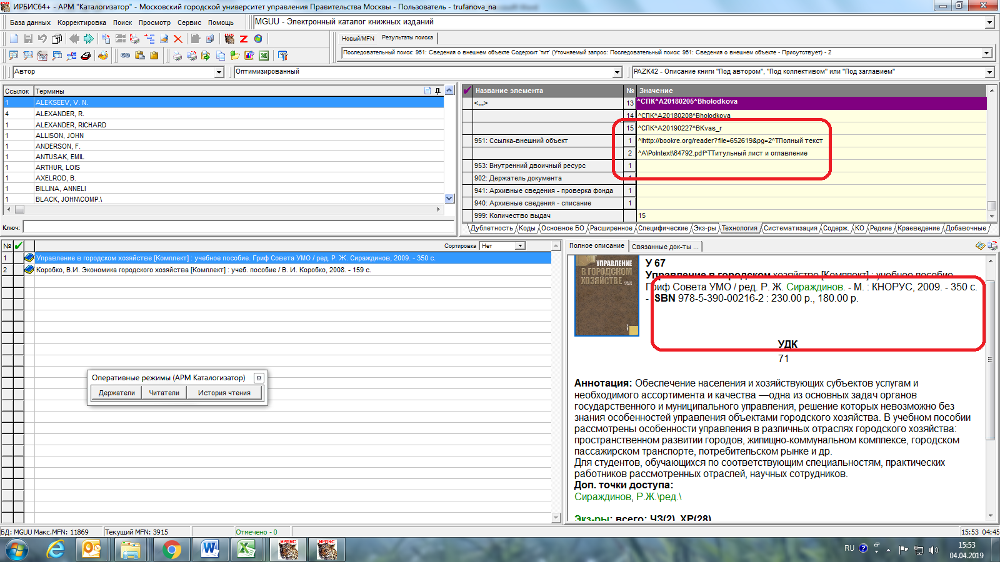 ИРБИС64+ - АРМ "Каталогизатор" - Московский городской университет управления Правительства Москвы - Пользователь - trufanova_na
База данных Корректировка Поиск Просмотр Сервис Помощь
MGUU - Электронный каталог книжных изданий
Новый/MFN Результаты поиска
Последовательный поиск: 951: Сведения о внешнем объекте Содержит 'тит' (Уточняемый запрос: Последовательный поиск: 951: Сведения о внешнем объекте - Присутствует) - 2
Автор
Оптимизированный
PAZK42 - Описание книги "Под автором", "Под коллективом" или "Под заглавием"
Ссылок Термины
1 ALEKSEEV, V. N.
4 ALEXANDER, R.
1 ALEXANDER, RICHARD
1 ALLISON, JOHN
1 ANDERSON, F.
1 ANTUSAK, EMIL
1 ARTHUR, LOIS
1 AXELROD, B.
1 BILLINA, ANNELI
1 BLACK, JOHN\COMP.\
Ключ:
Название элемента № Значение
<...> 13 ^CПК^A20180205^Bholodkova
14 ^CПК^A20180208^Bholodkova
15 ^CПК^A20190227^BKvas_r
951: Ссылка-внешний объект 1 ^Ihttp://bookre.org/reader?file=652619&pg=2^TПолный текст
2 ^A\Polntext\64792.pdf^TТитульный лист и оглавление
953: Внутренний двоичный ресурс 1
902: Держатель документа 1
941: Архивные сведения - проверка фонда 1
940: Архивные сведения - списание 1
999: Количество выдач 15
Дублетность Коды Основное БО Расширенное Специфические Экз-ры Технология Систематизация Содерж. КО Редкие Краеведение Добавочные
№ Сортировка Нет
1 Управление в городском хозяйстве [Комплект] : учебное пособие. Гриф Совета УМО / ред. Р. Ж. Сираждинов, 2009. - 350 с.
2 Коробко, В.И. Экономика городского хозяйства [Комплект] : учеб. пособие / В. И. Коробко, 2008. - 159 с.
Оперативные режимы (АРМ Каталогизатор)
Держатели Читатели История чтения
Полное описание Связанные док-ты ...
УПРАВЛЕНИЕ
В ГОРОДСКОМ
ХОЗЯЙСТВЕ
У 67
Управление в городском хозяйстве [Комплект] : учебное пособие.
Гриф Совета УМО / ред. Р. Ж. Сираждинов. - М. : КНОРУС, 2009. - 350 с.
- ISBN 978-5-390-00216-2 : 230.00 р., 180.00 р.
УДК
71
Аннотация: Обеспечение населения и хозяйствующих субъектов услугам и
необходимого ассортимента и качества —одна из основных задач органов
государственного и муниципального управления, решение которых невозможно без
знания особенностей управления объектами городского хозяйства. В учебном пособии
рассмотрены особенности управления в различных отраслях городского хозяйства:
пространственном развитии городов, жилищно-коммунальном комплексе, городском
пассажирском транспорте, потребительском рынке и др.
Для студентов, обучающихся по соответствующим специальностям, практических
работников рассмотренных отраслей, научных сотрудников.
Доп. точки доступа:
Сираждинов, Р.Ж.\ред.\
Экз-ры: всего: ЧЗ(2), ХР(28)
БД: MGUU Макс.MFN: 11869 Текущий MFN: 3915 Отмечено - 0 15:53 04:45
ИРБИС ИРБИС
RU
15:53
04.04.2019